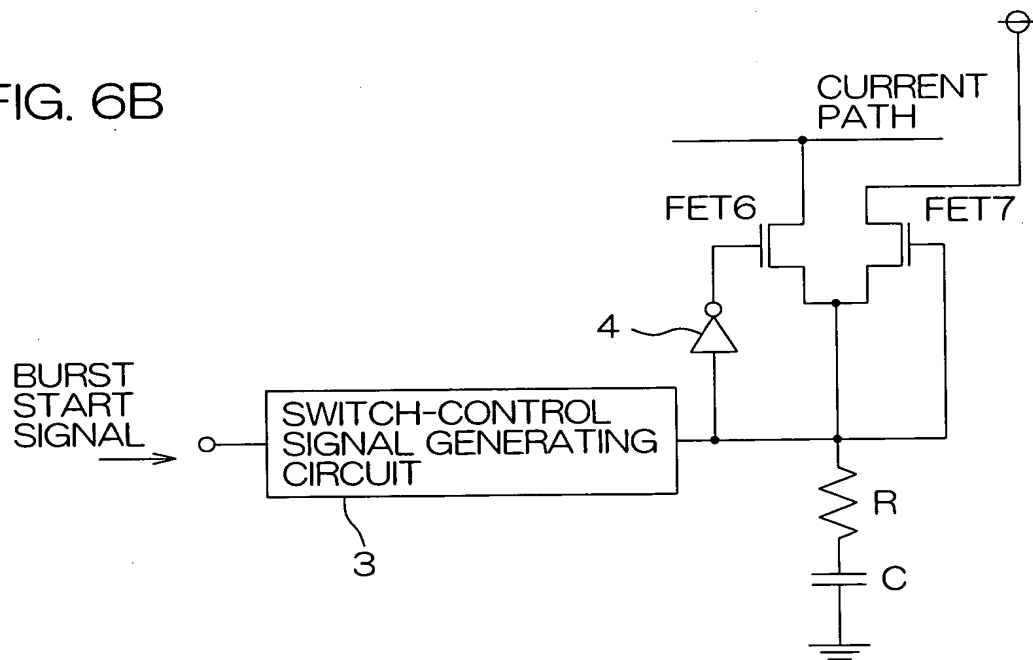 FIG. 6B
CURRENT
PATH
FET6
FET7
4
BURST
START
SIGNAL
SWITCH-CONTROL
SIGNAL GENERATING
CIRCUIT
3
R
C